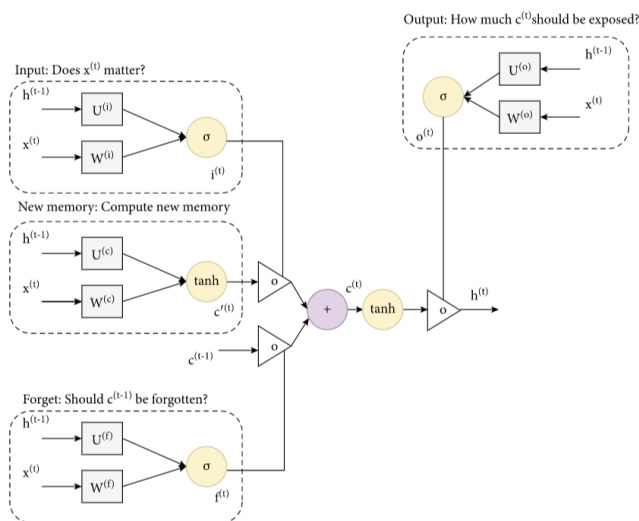 Output: How much c(t) should be exposed?
h(t-1)
U(o)
σ
x(t)
W(o)
o(t)
Input: Does x(t) matter?
h(t-1)
U(i)
σ
x(t)
W(i)
i(t)
New memory: Compute new memory
h(t-1)
U(c)
x(t)
tanh
o
W(c)
c'(t)
c(t)
+
tanh
o
h(t)
o
c(t-1)
Forget: Should c(t-1) be forgotten?
h(t-1)
U(f)
σ
x(t)
W(f)
f(t)